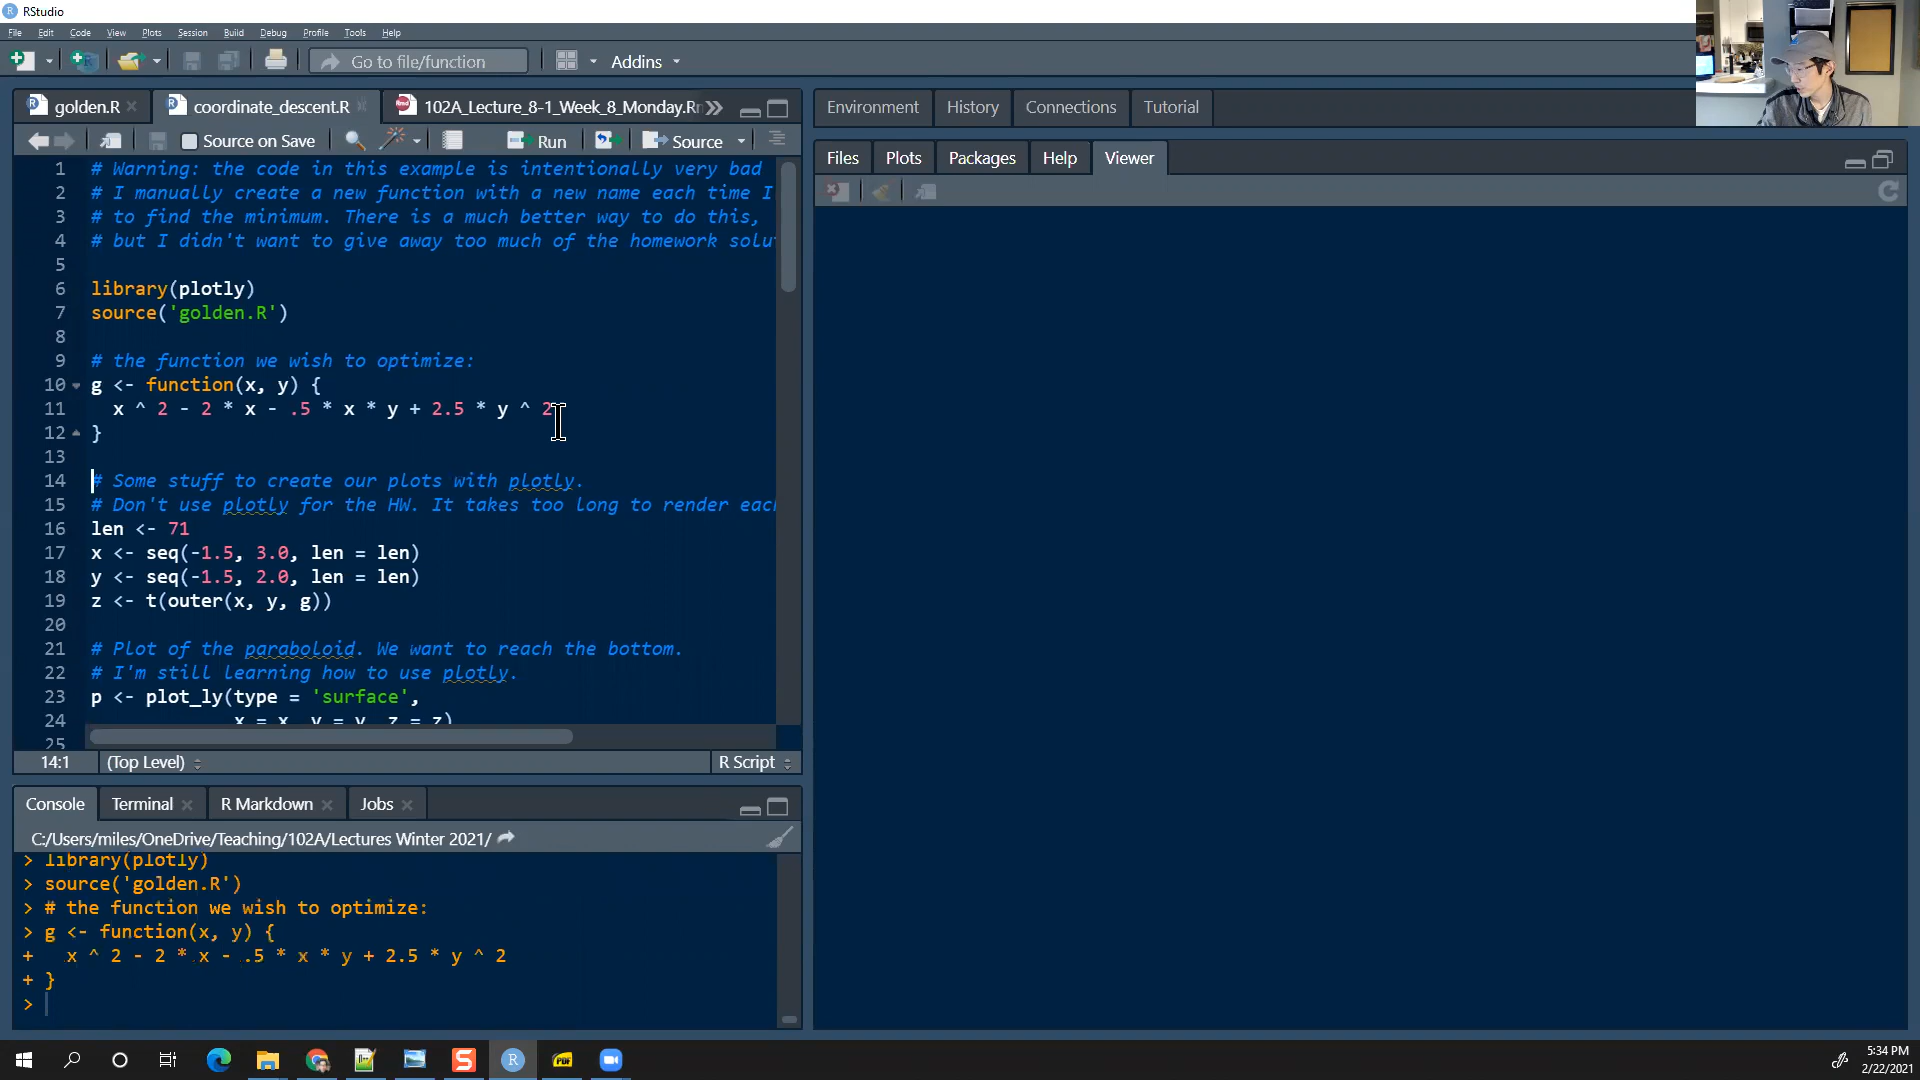 RStudio
File Edit Code View Plots Session Build Debug Profile Tools Help
Go to file/function Addins
golden.R coordinate_descent.R 102A_Lecture_8-1_Week_8_Monday.Rr
Source on Save Run Source
1 # Warning: the code in this example is intentionally very bad
2 # I manually create a new function with a new name each time I
3 # to find the minimum. There is a much better way to do this,
4 # but I didn't want to give away too much of the homework solu
5
6 library(plotly)
7 source('golden.R')
8
9 # the function we wish to optimize:
10 g <- function(x, y) {
11 x ^ 2 - 2 * x - .5 * x * y + 2.5 * y ^ 2
12 }
13
14 # Some stuff to create our plots with plotly.
15 # Don't use plotly for the HW. It takes too long to render each
16 len <- 71
17 x <- seq(-1.5, 3.0, len = len)
18 y <- seq(-1.5, 2.0, len = len)
19 z <- t(outer(x, y, g))
20
21 # Plot of the paraboloid. We want to reach the bottom.
22 # I'm still learning how to use plotly.
23 p <- plot_ly(type = 'surface',
24 x = x, y = y, z = z)
25
14:1 (Top Level) R Script
Console Terminal R Markdown Jobs
C:/Users/miles/OneDrive/Teaching/102A/Lectures Winter 2021/
> library(plotly)
> source('golden.R')
> # the function we wish to optimize:
> g <- function(x, y) {
+ x ^ 2 - 2 * x - .5 * x * y + 2.5 * y ^ 2
+ }
>
Environment History Connections Tutorial
Files Plots Packages Help Viewer
5:34 PM
2/22/2021